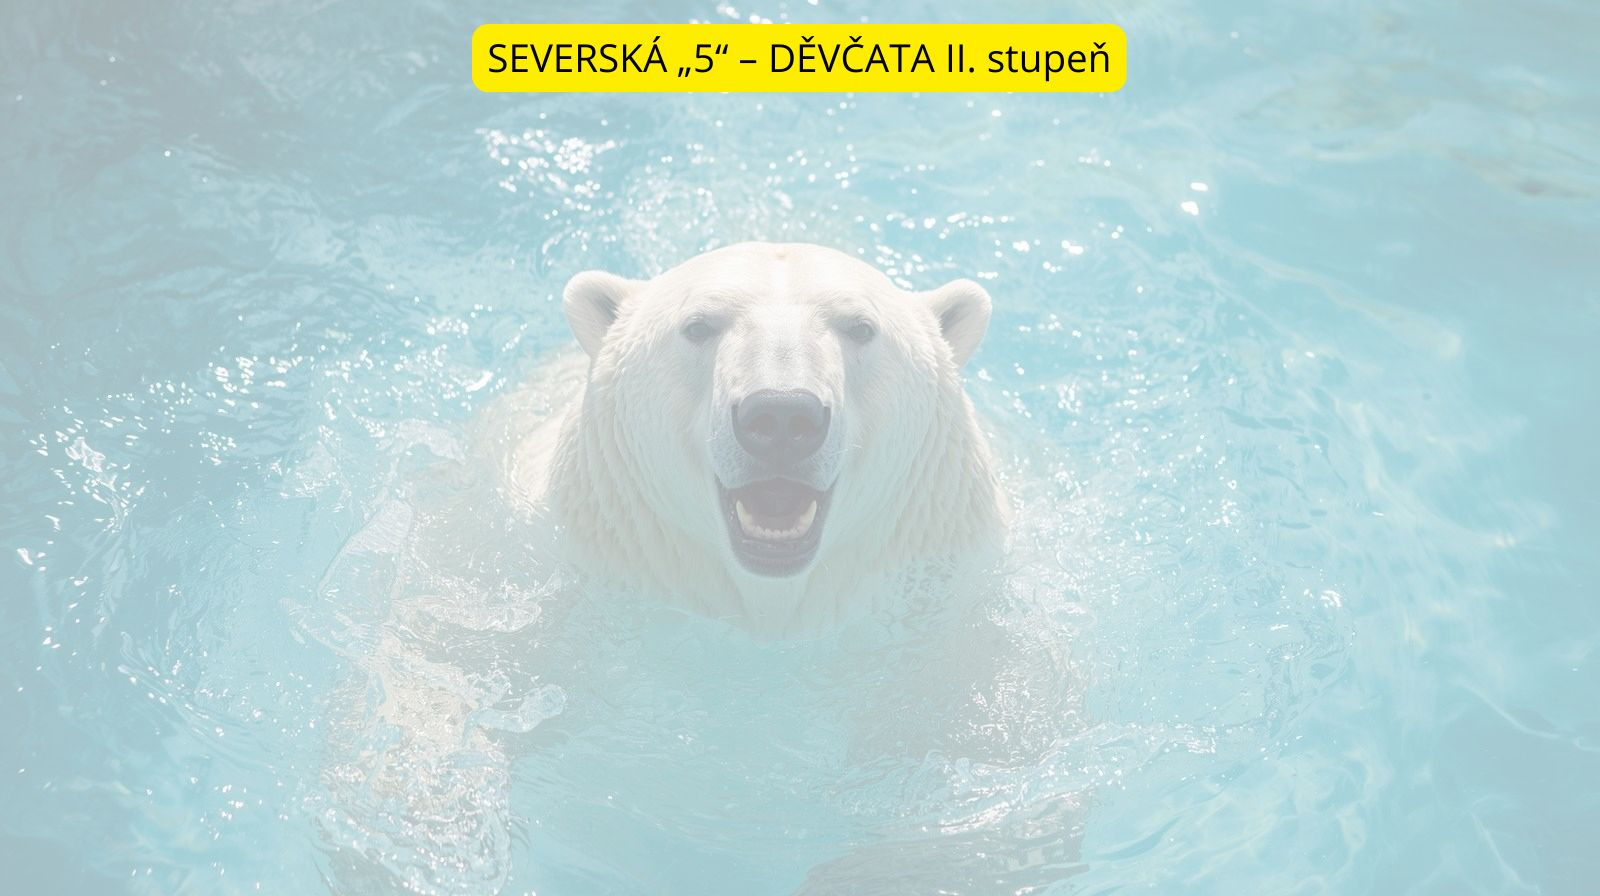 SEVERSKÁ „5“ – DĚVČATA II. stupeň